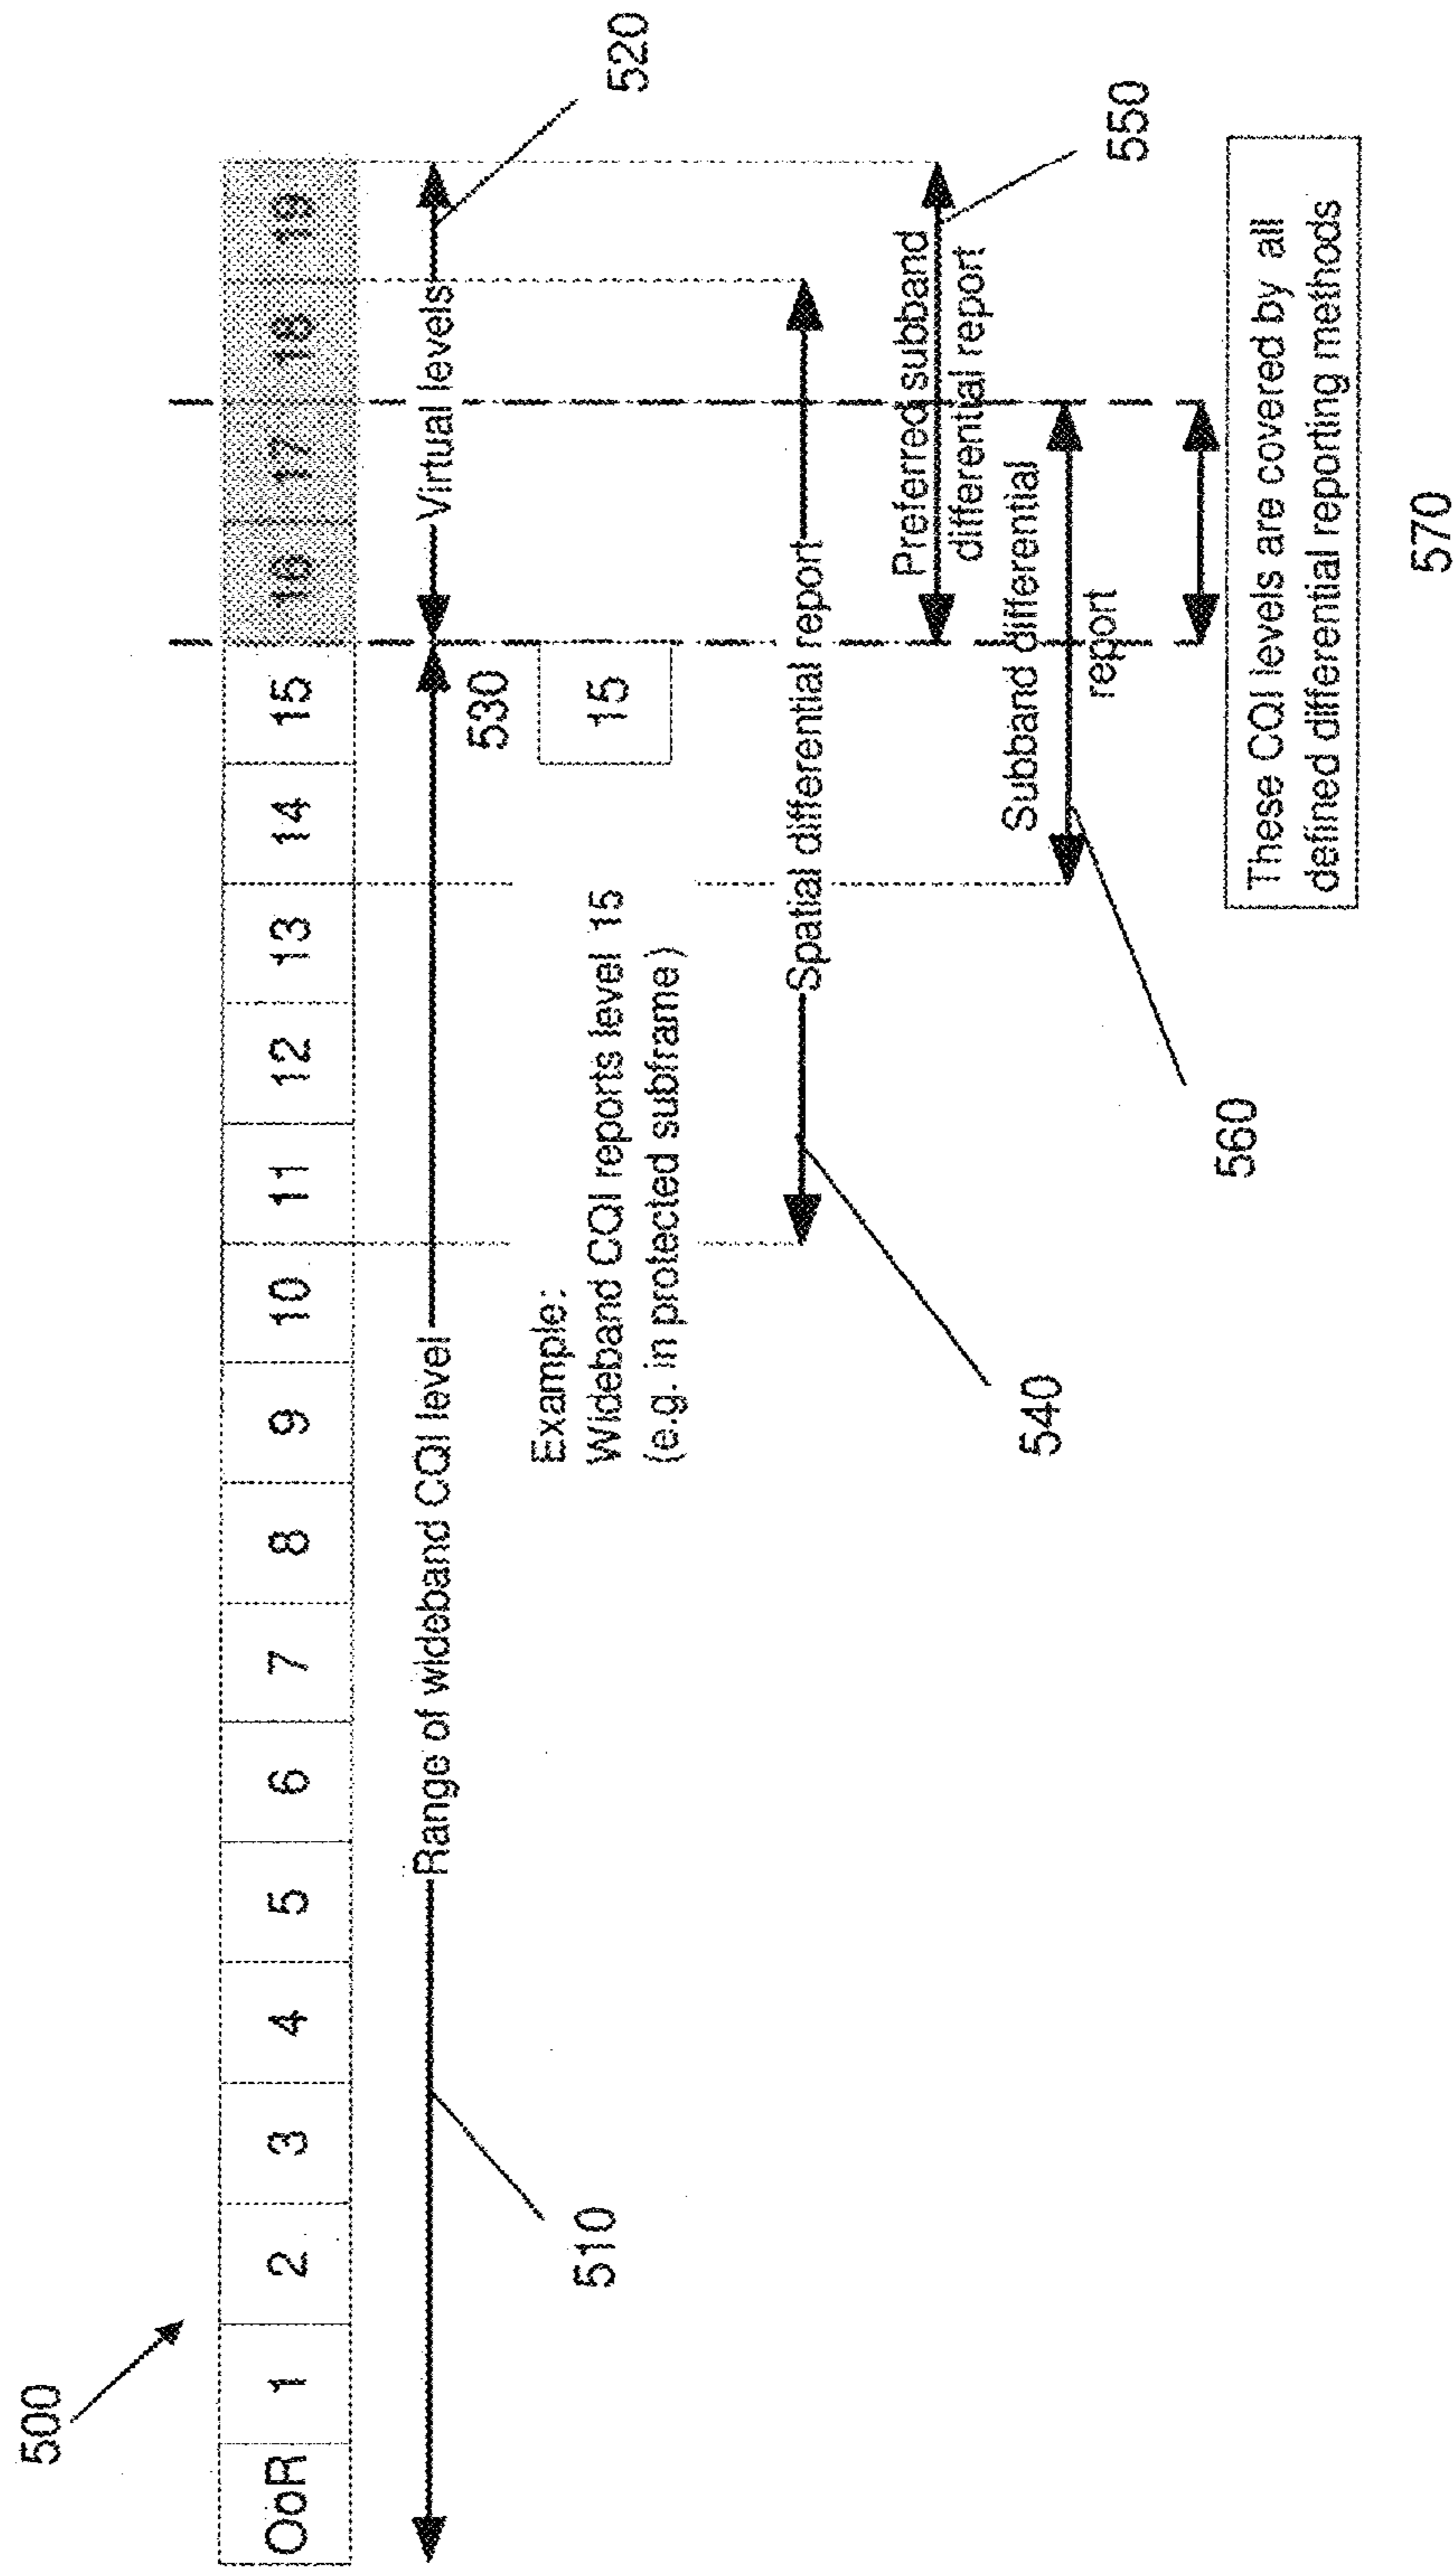 500
OoR 1 2 3 4 5 6 7 8 9 10 11 12 13 14 15 16 17 18 19
Range of wideband CQI level
Virtual levels
510
520
530
Example:
Wideband CQI reports level 15
(e.g. in protected subframe)
15
Spatial differential report
540
Preferred subband
differential report
550
Subband differential
report
560
These CQI levels are covered by all
defined differential reporting methods
570